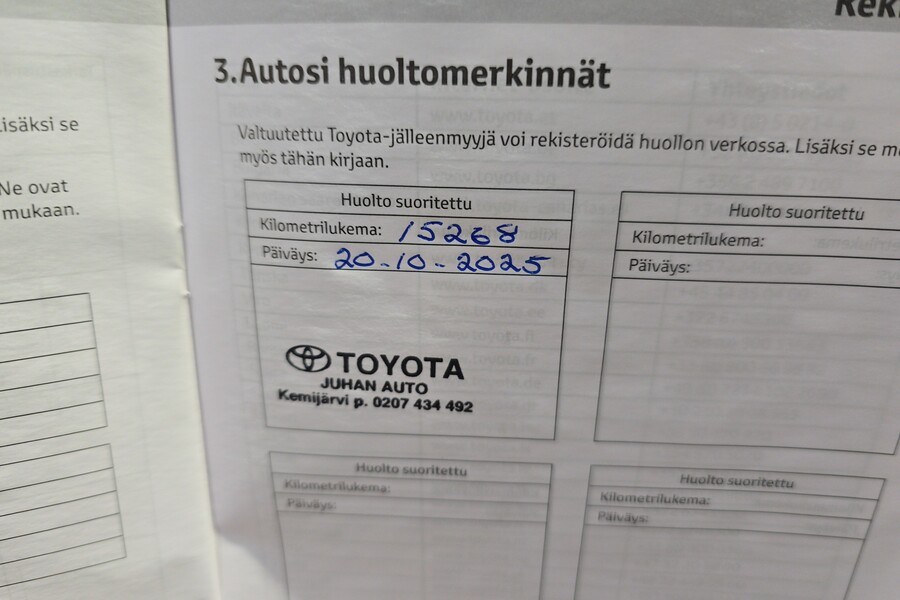 Rek
3.Autosi huoltomerkinnät
isäksi se
Ne ovat
mukaan.
Valtuutettu Toyota-jälleenmyyjä voi rekisteröidä huollon verkossa. Lisäksi se m
myös tähän kirjaan.
Huolto suoritettu
Kilometrilukema: 15268
Päiväys: 20-10-2025
TOYOTA
JUHAN AUTO
Kemijärvi p. 0207 434 492
Huolto suoritettu
Kilometrilukema:
Päiväys:
Huolto suoritettu
Kilometrilukema:
Päiväys:
Huolto suoritettu
Kilometrilukema:
Päiväys: